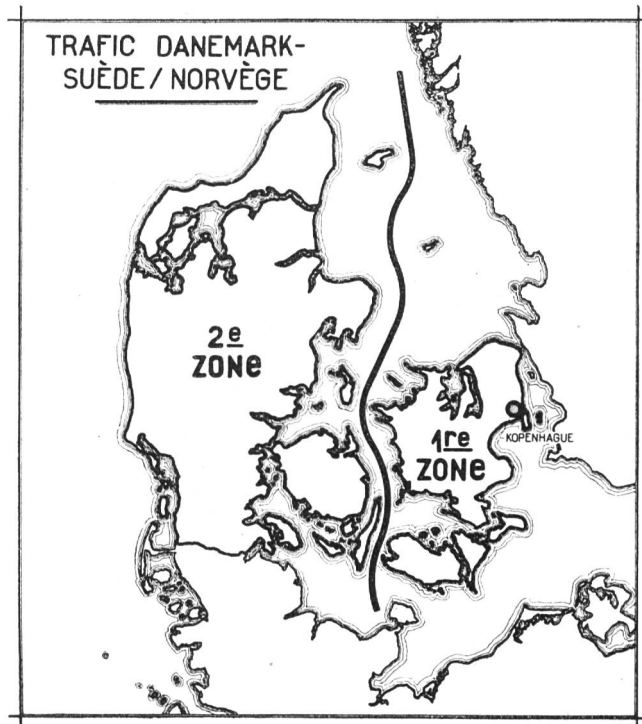 TRAFIC DANEMARK-
SUÈDE / NORVÈGE
2e
ZONe
1re
ZONe
KOPENHAGUE